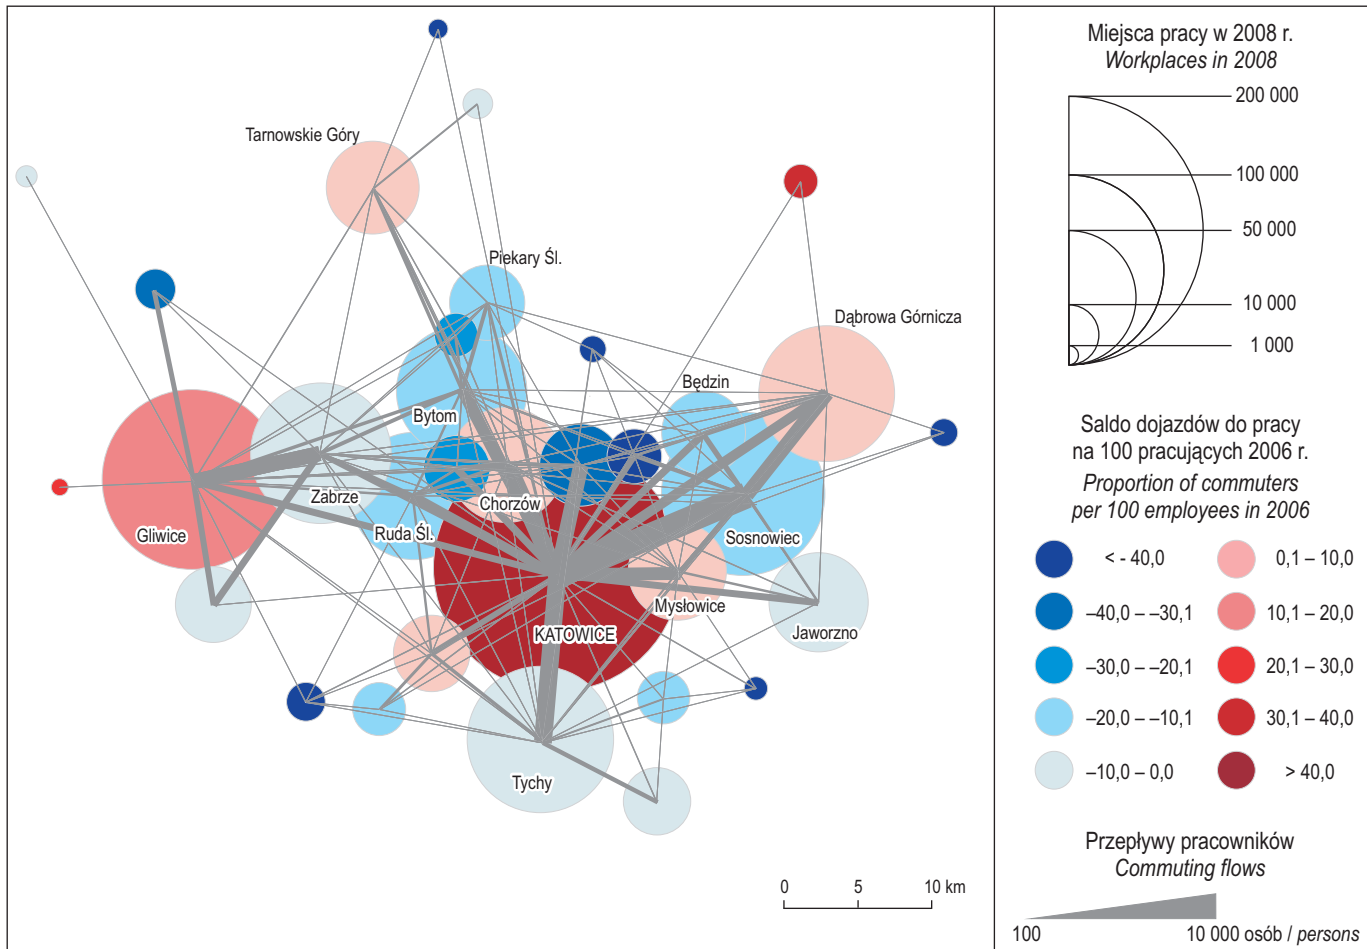 Tarnowskie Góry
Piekary Śl.
Dąbrowa Górnicza
Będzin
Bytom
Zabrze
Chorzów
Gliwice
Ruda Śl.
Sosnowiec
Mysłowice
KATOWICE
Jaworzno
Tychy
0 5 10 km
Miejsca pracy w 2008 r.
Workplaces in 2008
200 000
100 000
50 000
10 000
1 000
Saldo dojazdów do pracy
na 100 pracujących 2006 r.
Proportion of commuters
per 100 employees in 2006
< - 40,0 0,1 – 10,0
–40,0 – –30,1 10,1 – 20,0
–30,0 – –20,1 20,1 – 30,0
–20,0 – –10,1 30,1 – 40,0
–10,0 – 0,0 > 40,0
Przepływy pracowników
Commuting flows
100 10 000 osób / persons